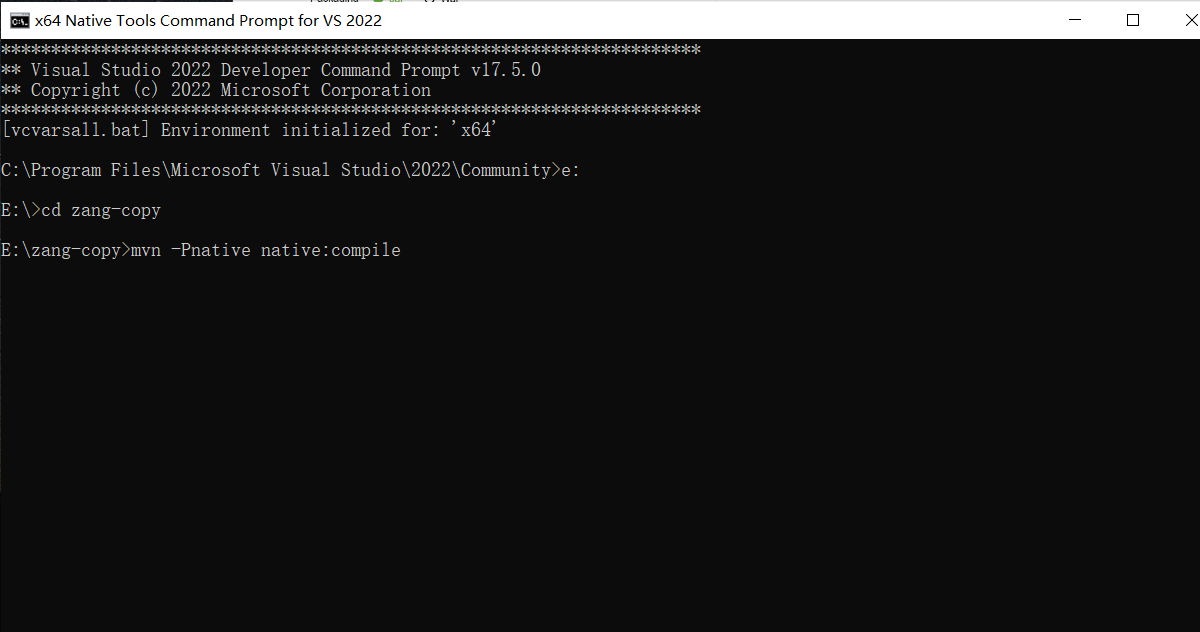 x64 Native Tools Command Prompt for VS 2022
**********************************************************************
** Visual Studio 2022 Developer Command Prompt v17.5.0
** Copyright (c) 2022 Microsoft Corporation
**********************************************************************
[vcvarsall.bat] Environment initialized for: 'x64'
C:\Program Files\Microsoft Visual Studio\2022\Community>e:
E:\>cd zang-copy
E:\zang-copy>mvn -Pnative native:compile